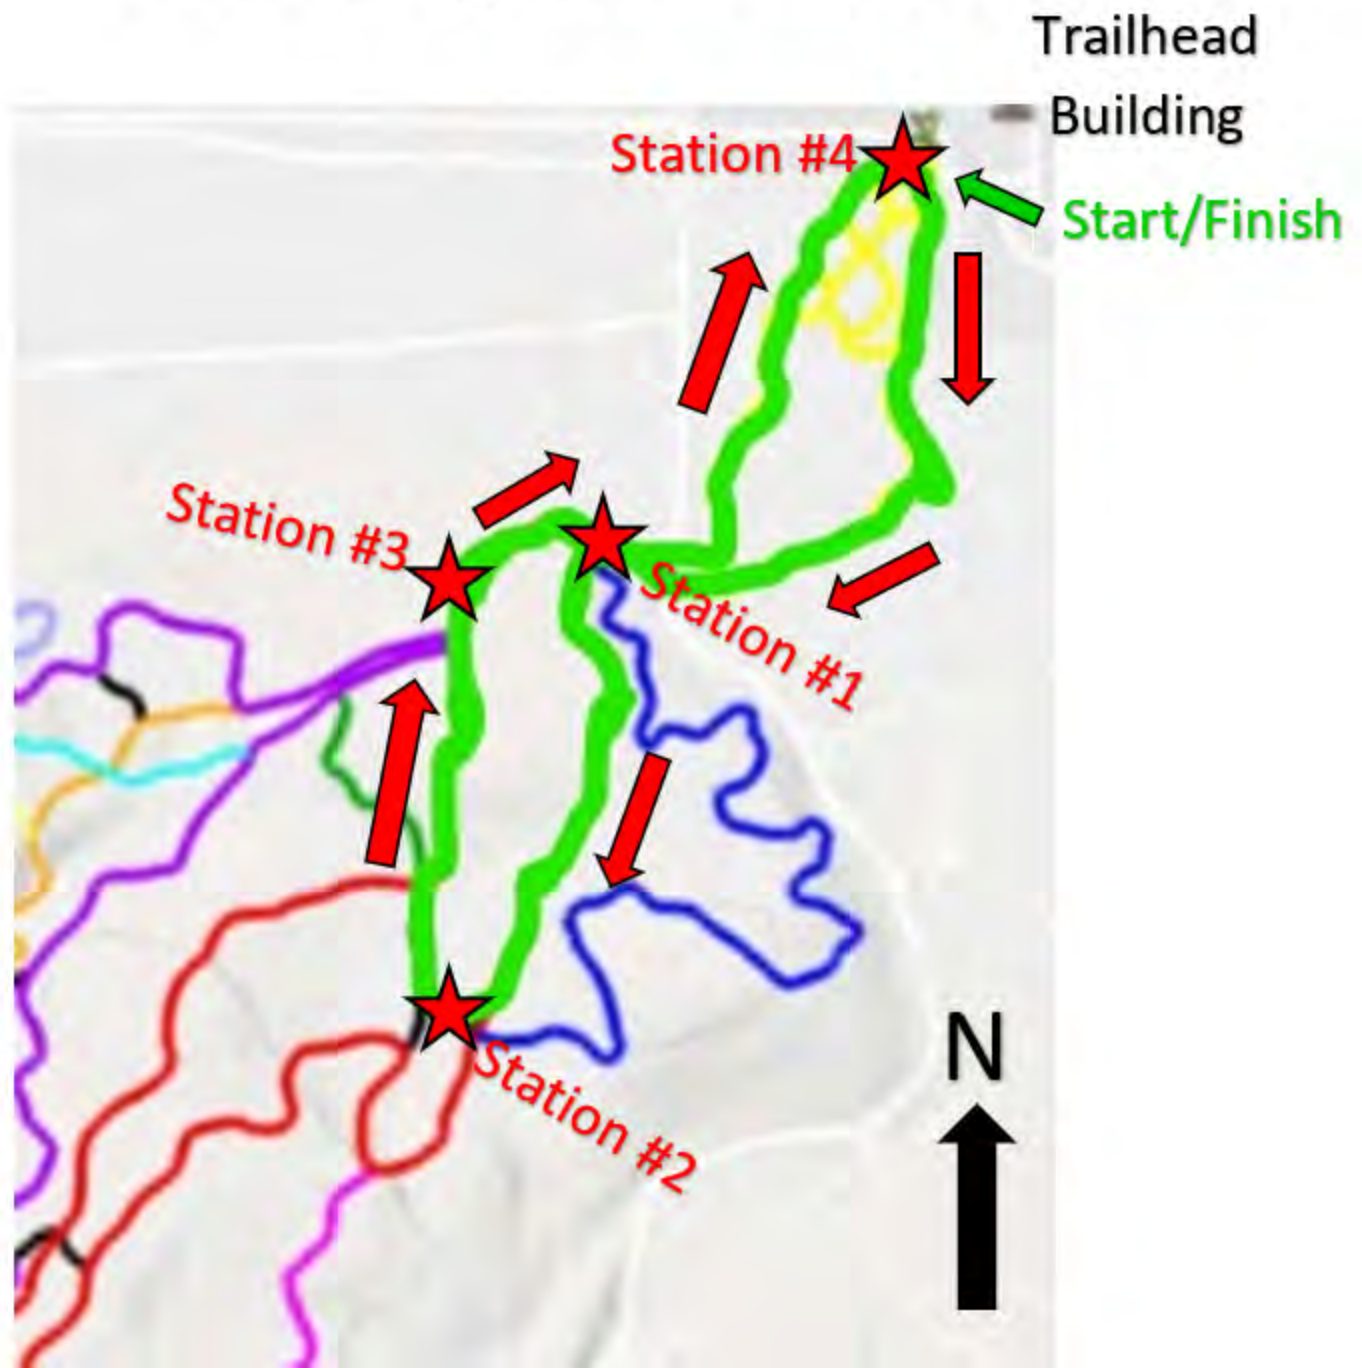 Trailhead
Building
Station #4
Start/Finish
Station #3
Station #1
N
Station #2